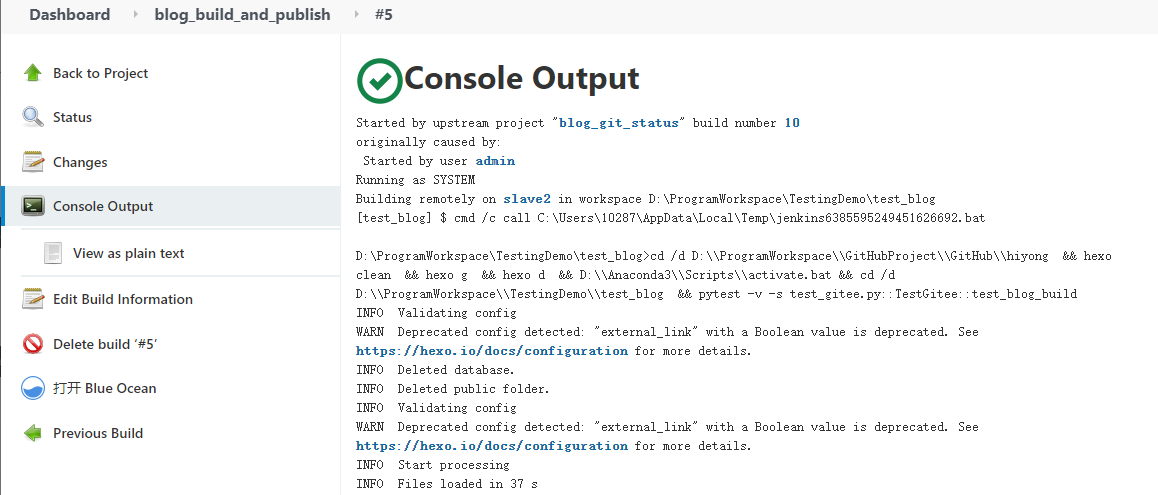 Dashboard blog_build_and_publish #5
Back to Project
Status
Changes
Console Output
View as plain text
Edit Build Information
Delete build ‘#5’
打开 Blue Ocean
Previous Build
Console Output
Started by upstream project "blog_git_status" build number 10
originally caused by:
Started by user admin
Running as SYSTEM
Building remotely on slave2 in workspace D:\ProgramWorkspace\TestingDemo\test_blog
[test_blog] $ cmd /c call C:\Users\10287\AppData\Local\Temp\jenkins6385595249451626692.bat
D:\ProgramWorkspace\TestingDemo\test_blog>cd /d D:\\ProgramWorkspace\\GitHubProject\\GitHub\\hiyong && hexo
clean && hexo g && hexo d && D:\\Anaconda3\\Scripts\\activate.bat && cd /d
D:\\ProgramWorkspace\\TestingDemo\\test_blog && pytest -v -s test_gitee.py::TestGitee::test_blog_build
INFO Validating config
WARN Deprecated config detected: "external_link" with a Boolean value is deprecated. See
https://hexo.io/docs/configuration for more details.
INFO Deleted database.
INFO Deleted public folder.
INFO Validating config
WARN Deprecated config detected: "external_link" with a Boolean value is deprecated. See
https://hexo.io/docs/configuration for more details.
INFO Start processing
INFO Files loaded in 37 s